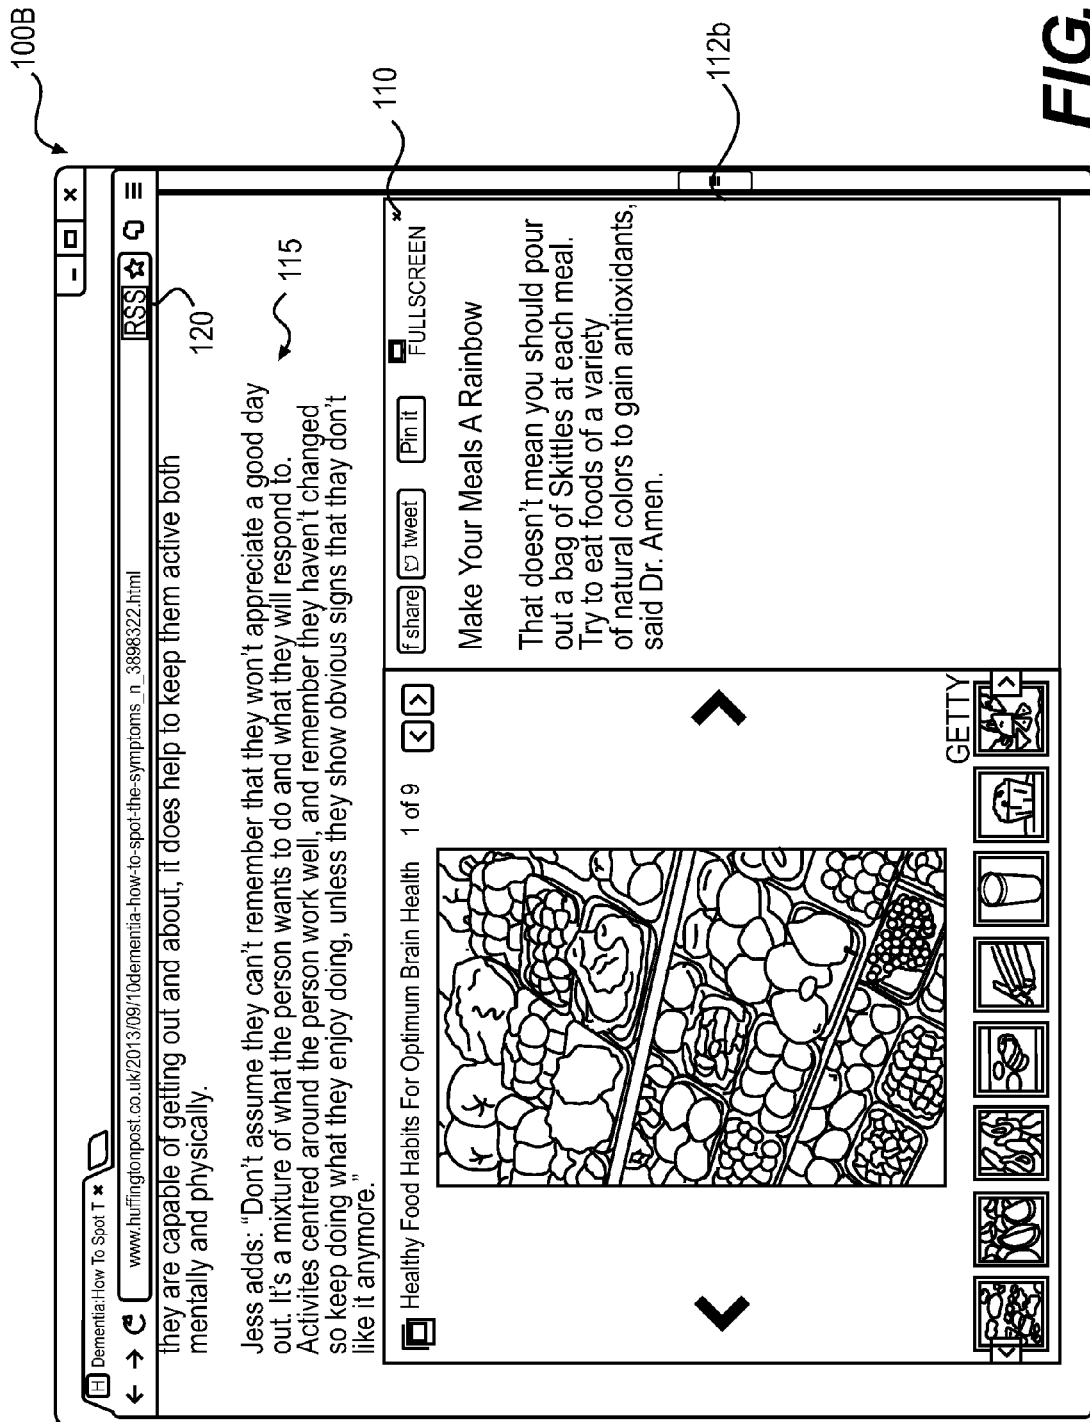 100B
H Dementia:How To Spot T ×
www.huffingtonpost.co.uk/2013/09/10dementia-how-to-spot-the-symptoms_n_3898322.html
RSS
120
they are capable of getting out and about, it does help to keep them active both
mentally and physically.
115
Jess adds: “Don’t assume they can’t remember that they won’t appreciate a good day
out. It’s a mixture of what the person wants to do and what they will respond to.
Activites centred around the person work well, and remember they haven’t changed
so keep doing what they enjoy doing, unless they show obvious signs that thay don’t
like it anymore.”
110
Healthy Food Habits For Optimum Brain Health 1 of 9
GETTY
f share
tweet
Pin it
FULLSCREEN
×
Make Your Meals A Rainbow
That doesn’t mean you should pour
out a bag of Skittles at each meal.
Try to eat foods of a variety
of natural colors to gain antioxidants,
said Dr. Amen.
112b
FIG.